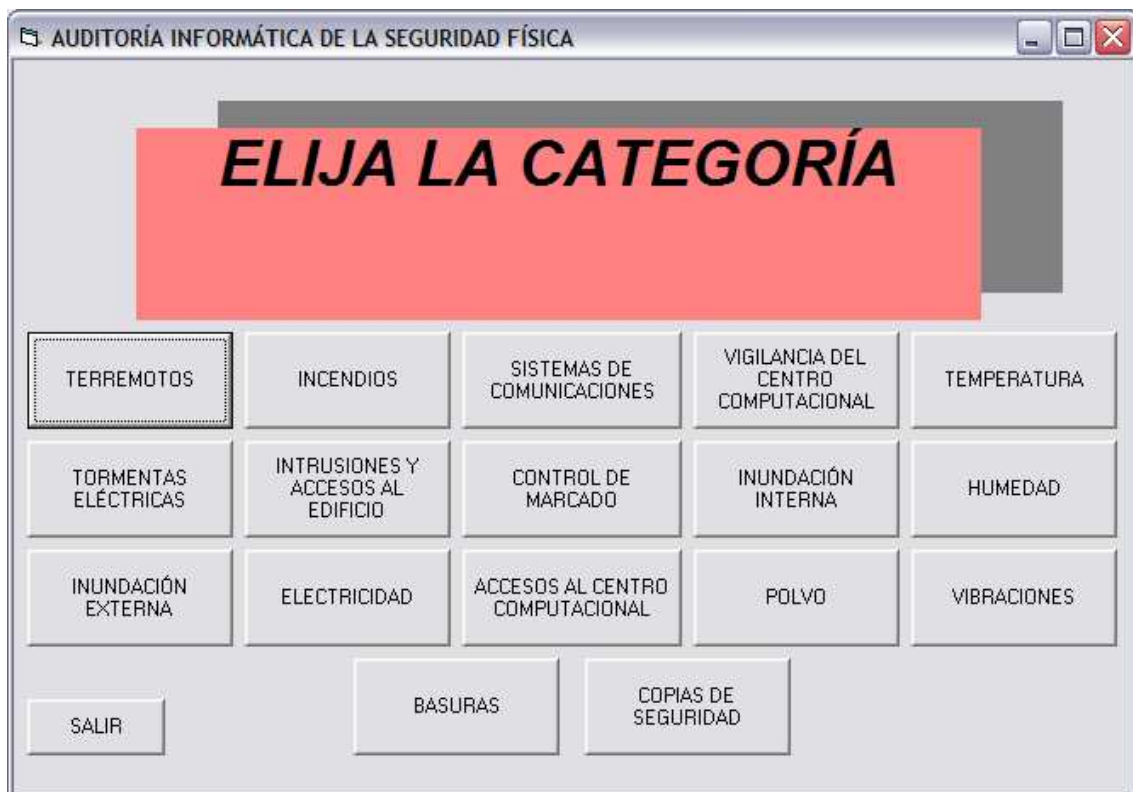 AUDITORÍA INFORMÁTICA DE LA SEGURIDAD FÍSICA
ELIJA LA CATEGORÍA
TERREMOTOS
INCENDIOS
SISTEMAS DE
COMUNICACIONES
VIGILANCIA DEL
CENTRO
COMPUTACIONAL
TEMPERATURA
TORMENTAS
ELÉCTRICAS
INTRUSIONES Y
ACCESOS AL
EDIFICIO
CONTROL DE
MARCADO
INUNDACIÓN
INTERNA
HUMEDAD
INUNDACIÓN
EXTERNA
ELECTRICIDAD
ACCESOS AL CENTRO
COMPUTACIONAL
POLVO
VIBRACIONES
BASURAS
COPIAS DE
SEGURIDAD
SALIR